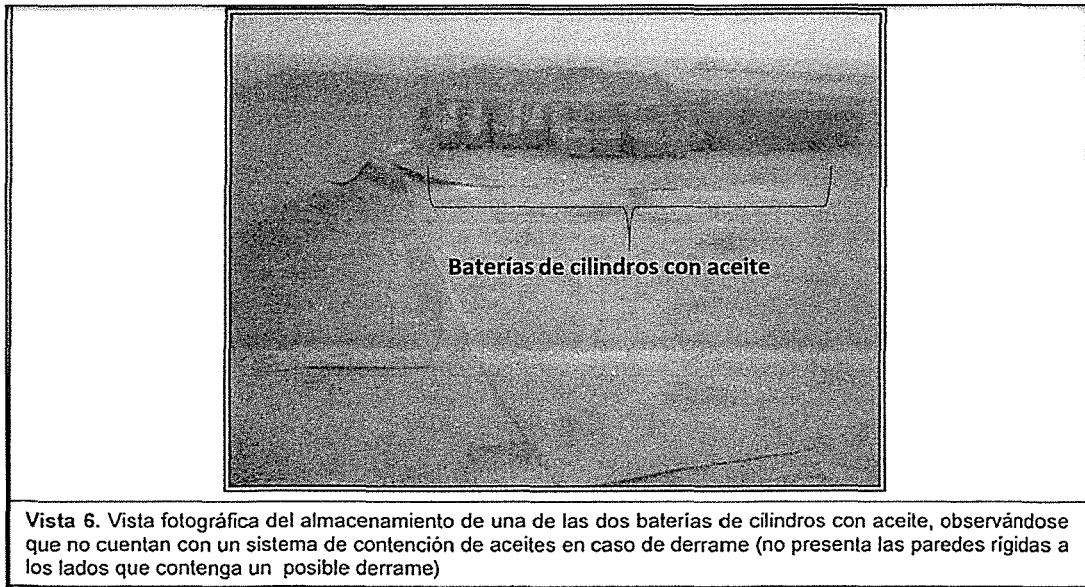 Baterías de cilindros con aceite
Vista 6. Vista fotográfica del almacenamiento de una de las dos baterías de cilindros con aceite, observándose
que no cuentan con un sistema de contención de aceites en caso de derrame (no presenta las paredes rígidas a
los lados que contenga un posible derrame)